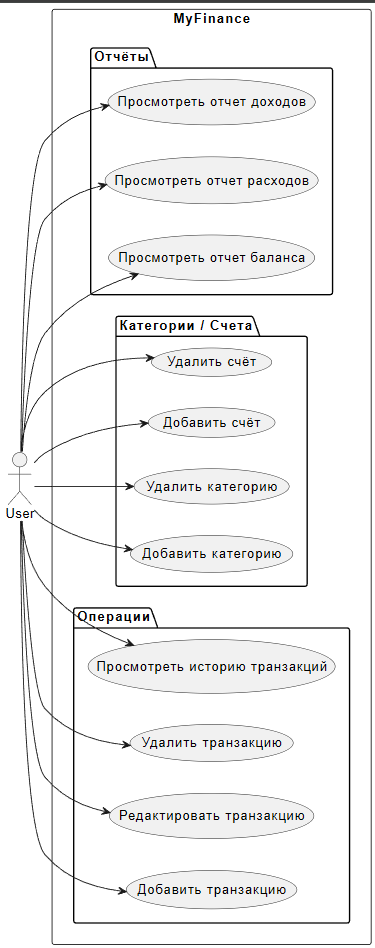 MyFinance
Отчёты
Просмотреть отчет доходов
Просмотреть отчет расходов
Просмотреть отчет баланса
Категории / Счета
Удалить счёт
Добавить счёт
Удалить категорию
User
Добавить категорию
Операции
Просмотреть историю транзакций
Удалить транзакцию
Редактировать транзакцию
Добавить транзакцию